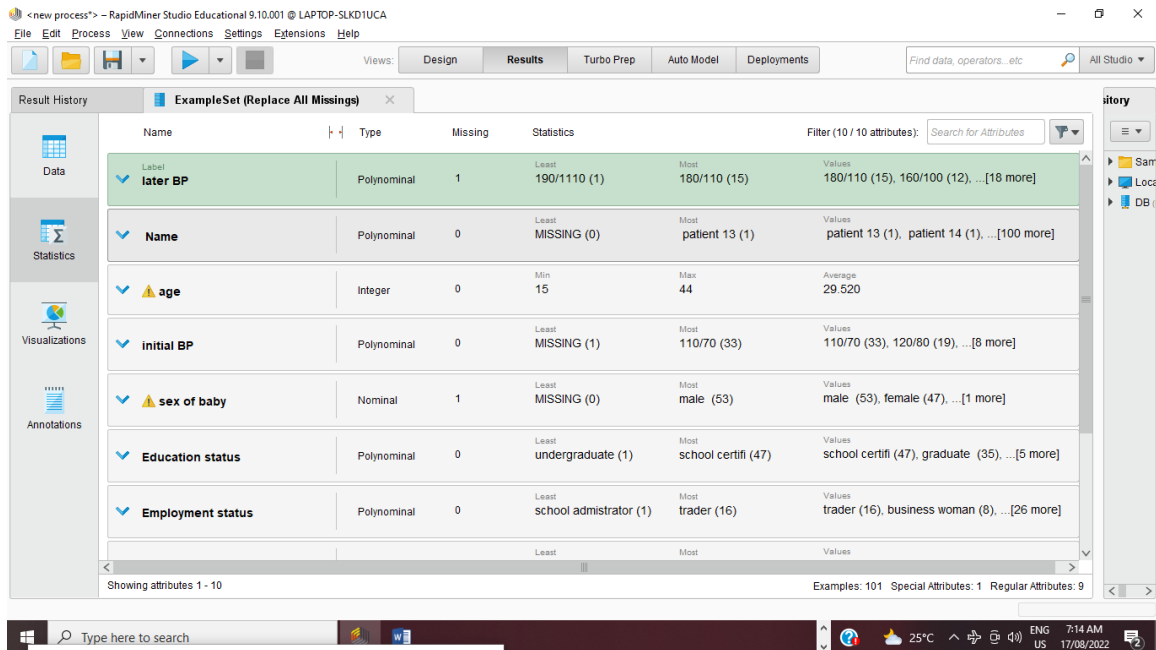 <new process*> – RapidMiner Studio Educational 9.10.001 @ LAPTOP-SLKD1UCA
File Edit Process View Connections Settings Extensions Help
Views: Design Results Turbo Prep Auto Model Deployments Find data, operators...etc All Studio
Result History ExampleSet (Replace All Missings) sitory
Name Type Missing Statistics Filter (10 / 10 attributes): Search for Attributes
Data
Statistics
Visualizations
Annotations
Label Least Most Values
later BP Polynominal 1 190/1110 (1) 180/110 (15) 180/110 (15), 160/100 (12), ...[18 more]
Least Most Values
Name Polynominal 0 MISSING (0) patient 13 (1) patient 13 (1), patient 14 (1), ...[100 more]
Min Max Average
age Integer 0 15 44 29.520
Least Most Values
initial BP Polynominal 0 MISSING (1) 110/70 (33) 110/70 (33), 120/80 (19), ...[8 more]
Least Most Values
sex of baby Nominal 1 MISSING (0) male (53) male (53), female (47), ...[1 more]
Least Most Values
Education status Polynominal 0 undergraduate (1) school certifi (47) school certifi (47), graduate (35), ...[5 more]
Least Most Values
Employment status Polynominal 0 school admistrator (1) trader (16) trader (16), business woman (8), ...[26 more]
Least Most Values
Sam
Loca
DB (
Showing attributes 1 - 10 Examples: 101 Special Attributes: 1 Regular Attributes: 9
Type here to search 25°C ENG 7:14 AM
US 17/08/2022 2